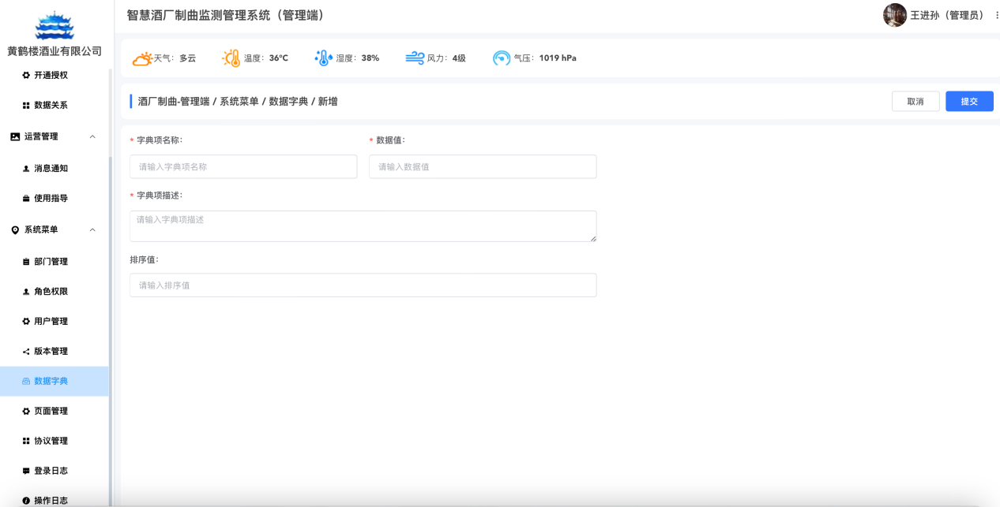 黄鹤楼酒业有限公司
开通授权
数据关系
运营管理
消息通知
使用指导
系统菜单
部门管理
角色权限
用户管理
版本管理
数据字典
页面管理
协议管理
登录日志
操作日志
智慧酒厂制曲监测管理系统（管理端）
王进孙（管理员）
天气： 多云 温度： 36℃ 湿度： 38% 风力： 4级 气压： 1019 hPa
酒厂制曲-管理端 / 系统菜单 / 数据字典 / 新增
取消 提交
* 字典项名称： * 数据值：
请输入字典项名称 请输入数据值
* 字典项描述：
请输入字典项描述
排序值：
请输入排序值